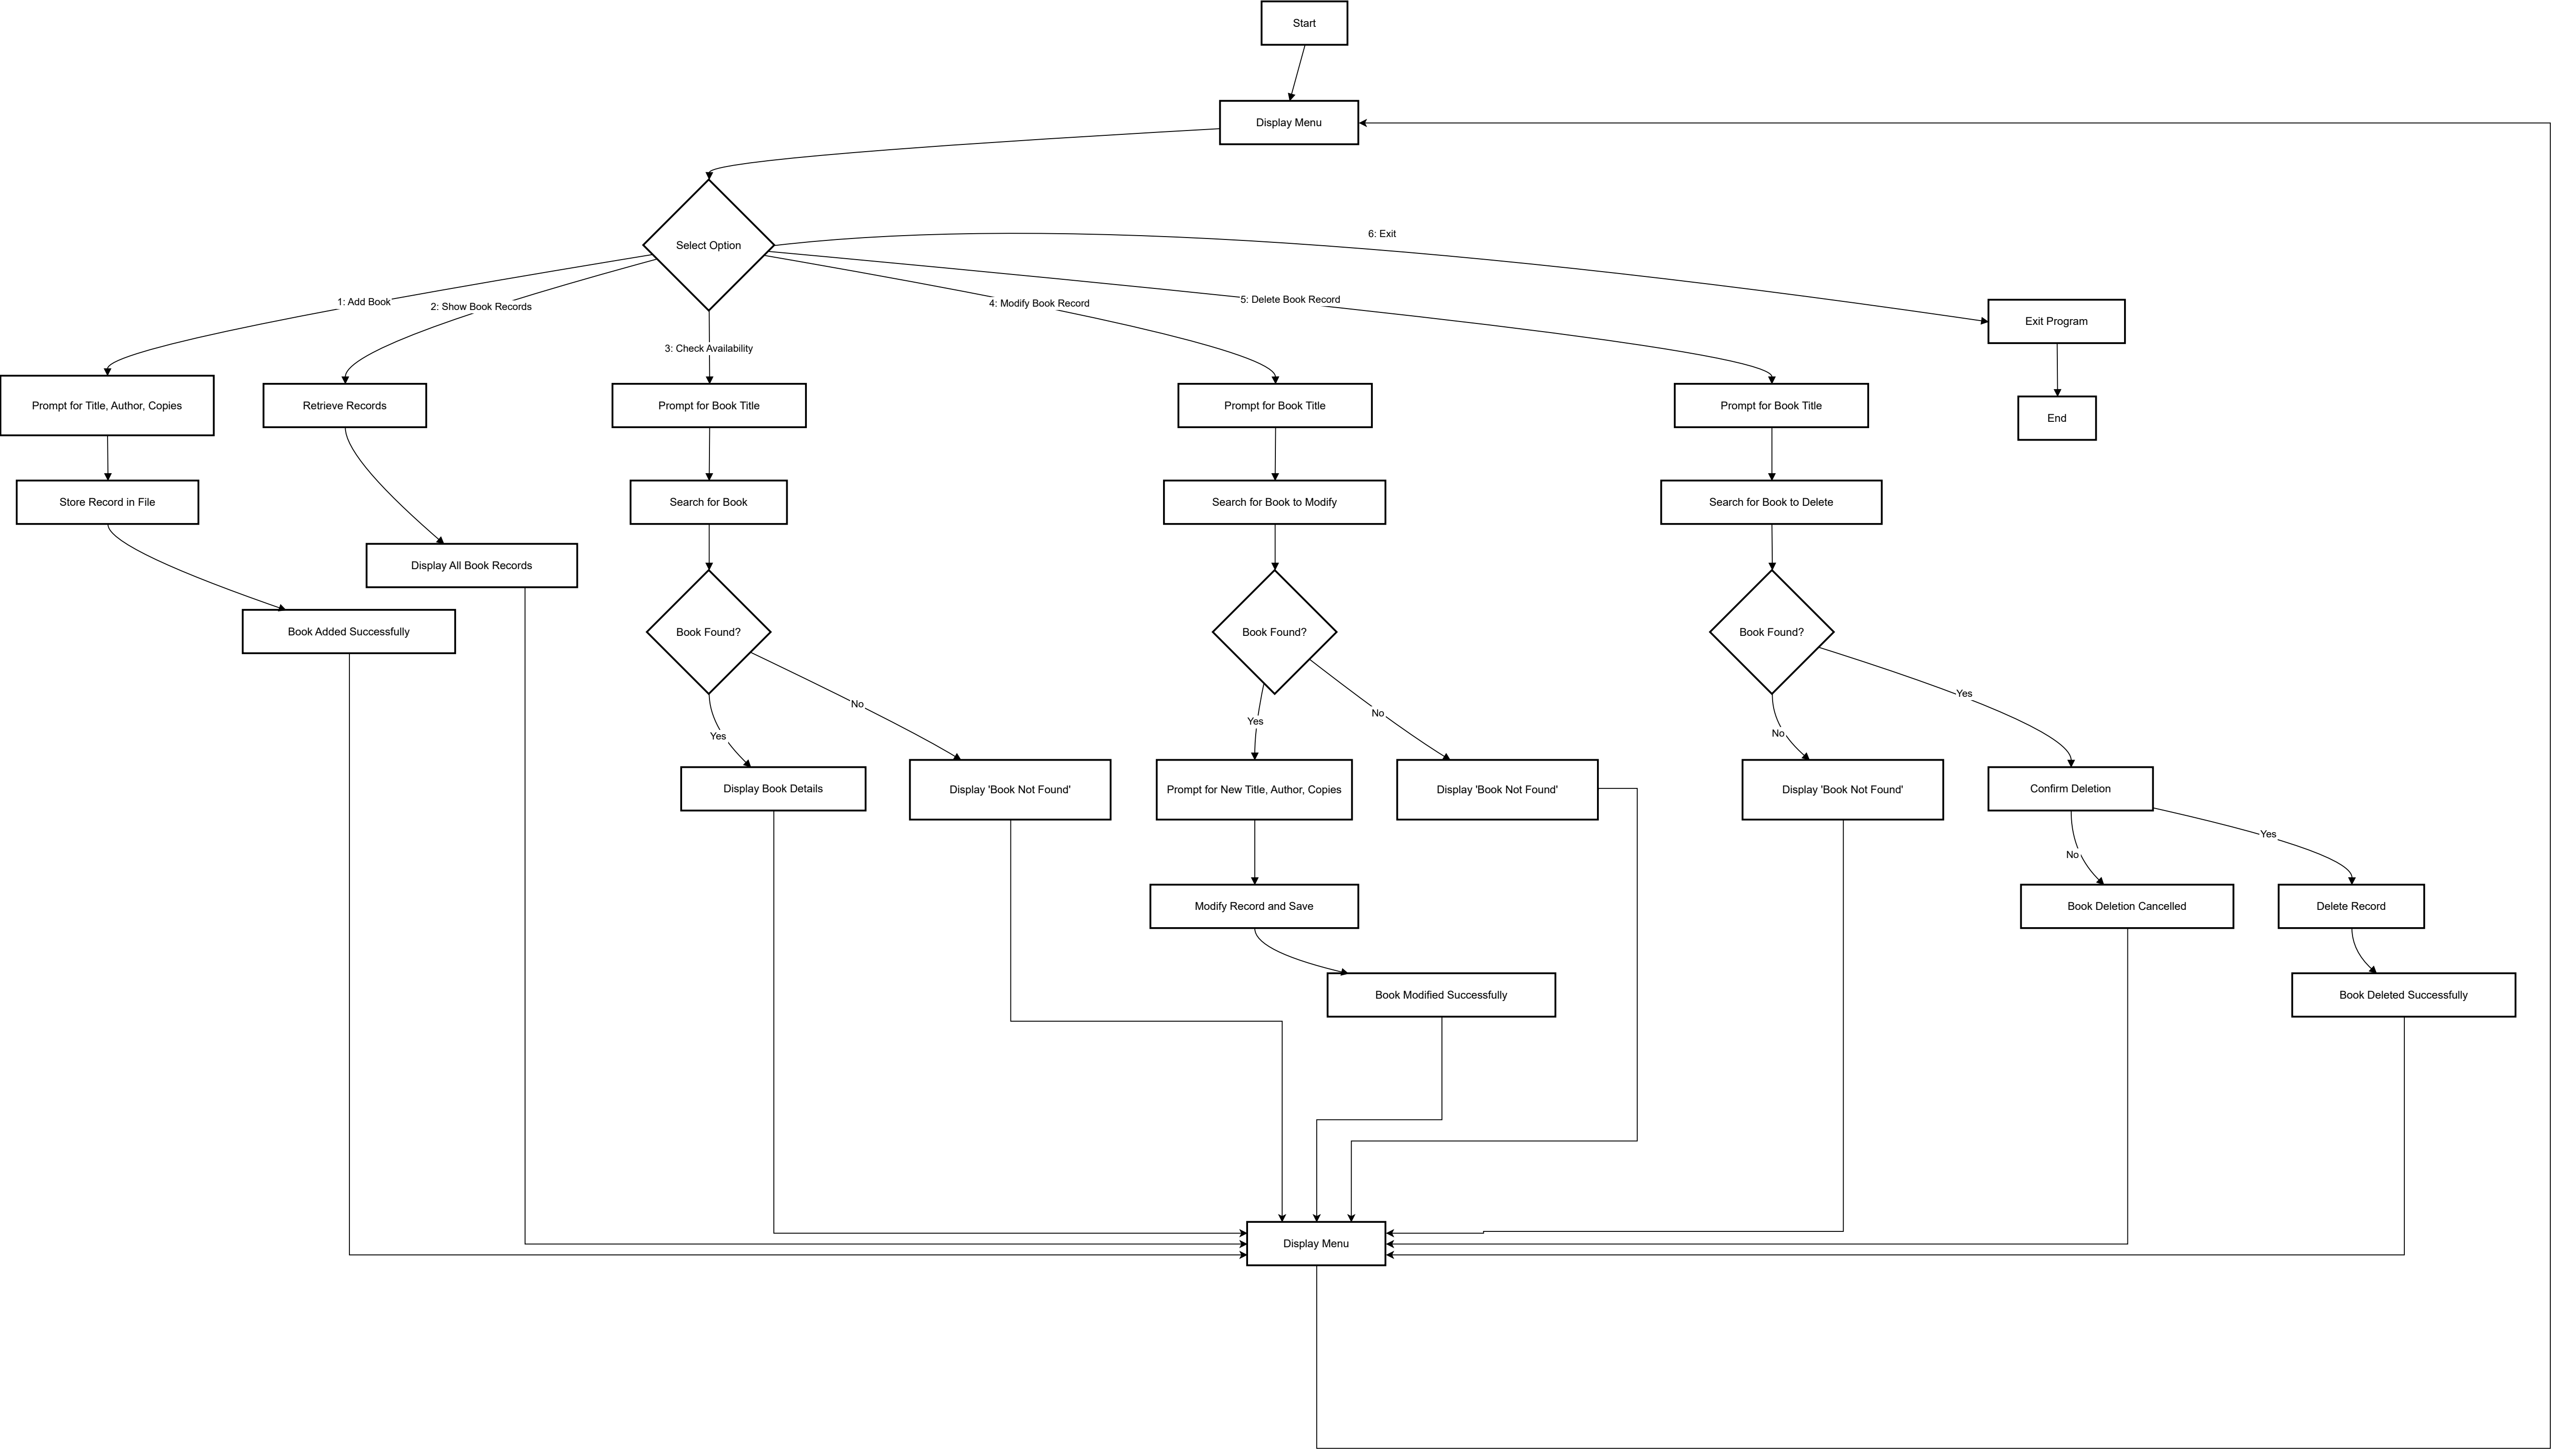 Start
Display Menu
Select Option
6: Exit
1: Add Book
2: Show Book Records
3: Check Availability
4: Modify Book Record
5: Delete Book Record
Exit Program
Prompt for Title, Author, Copies
Retrieve Records
Prompt for Book Title
Prompt for Book Title
Prompt for Book Title
End
Store Record in File
Search for Book
Search for Book to Modify
Search for Book to Delete
Display All Book Records
Book Added Successfully
Book Found?
Book Found?
Book Found?
Yes
No
Yes
No
No
Yes
Display Book Details
Display 'Book Not Found'
Prompt for New Title, Author, Copies
Display 'Book Not Found'
Display 'Book Not Found'
Confirm Deletion
No
Yes
Modify Record and Save
Book Deletion Cancelled
Delete Record
Book Modified Successfully
Book Deleted Successfully
Display Menu